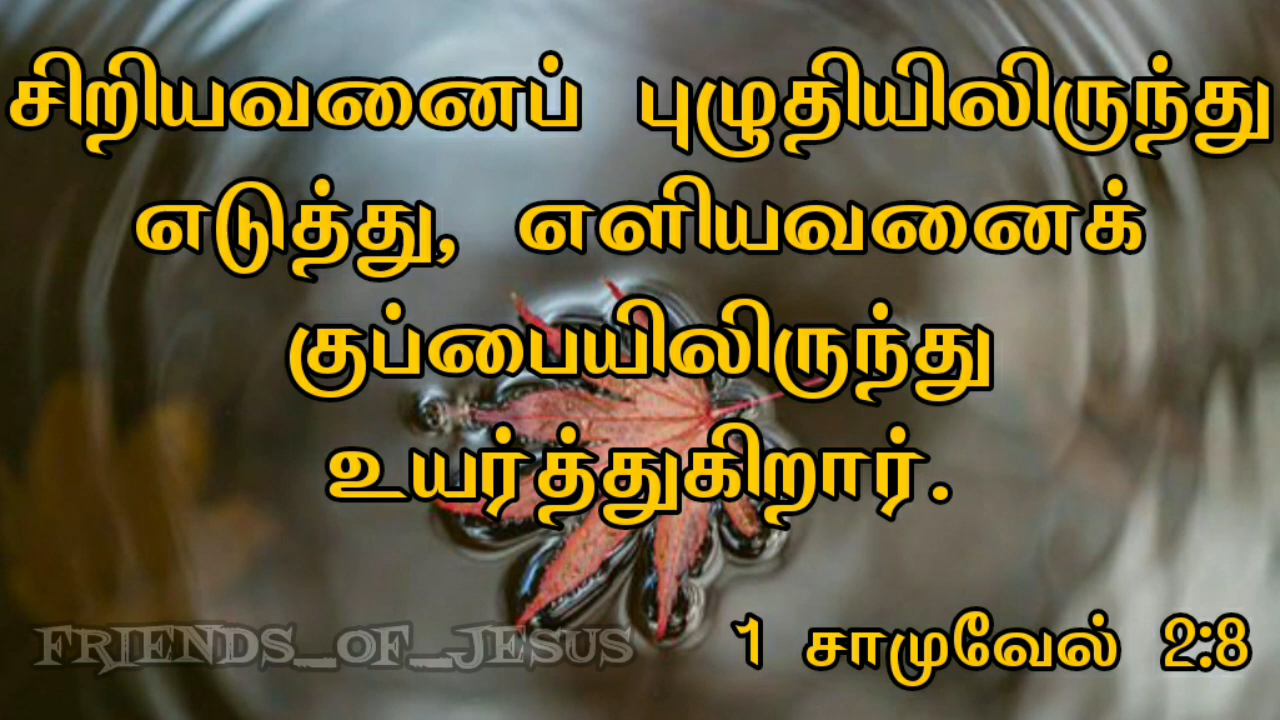 சிறியவனைப் புழுதியிலிருந்து
எடுத்து, எளியவனைக்
குப்பையிலிருந்து
உயர்த்துகிறார்.
FRIENDS_OF_JESUS 1 சாமுவேல் 2:8